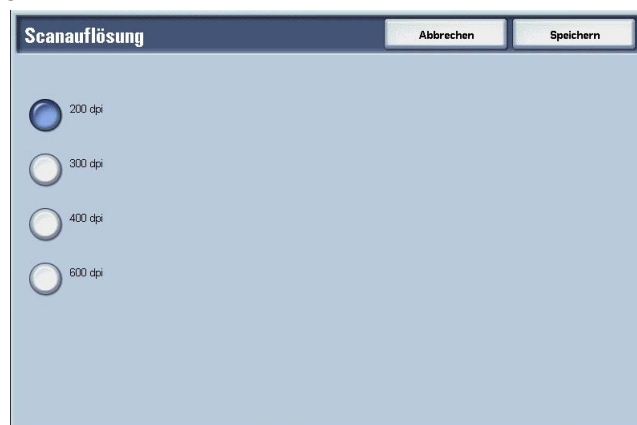 Scanauflösung
Abbrechen
Speichern
200 dpi
300 dpi
400 dpi
600 dpi